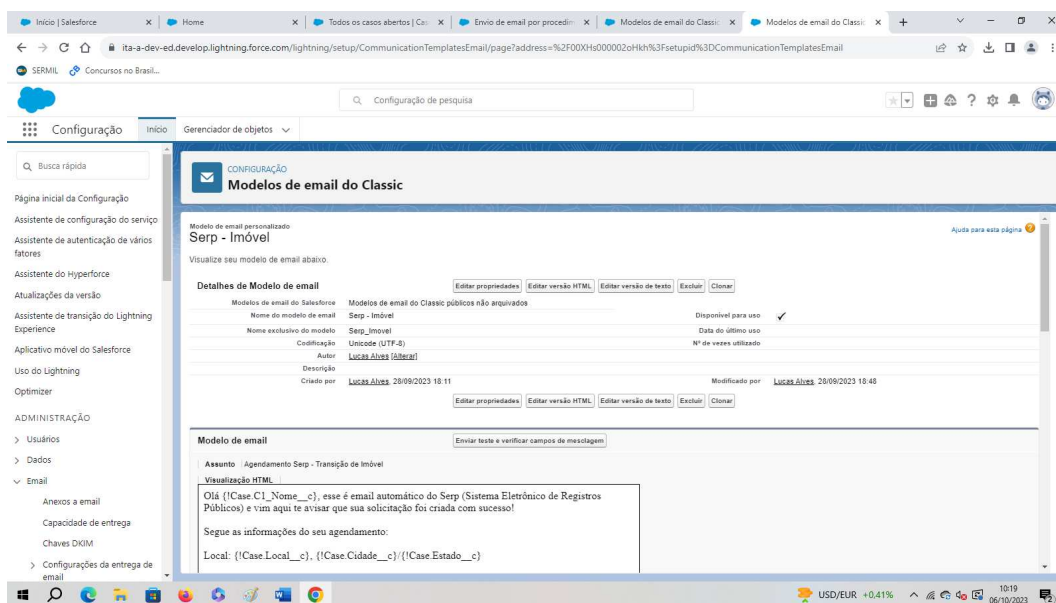 Início | Salesforce
Home
Todos os casos abertos | Ca
Envio de email por procedim
Modelos de email do Classic
Modelos de email do Classic
ita-a-dev-ed.develop.lightning.force.com/lightning/setup/CommunicationTemplatesEmail/page?address=%2F00XHs000002oHkh%3Fsetupid%3DCommunicationTemplatesEmail
SERMIL
Concursos no Brasil...
Configuração de pesquisa
Configuração
Início
Gerenciador de objetos
Busca rápida
Página inicial da Configuração
Assistente de configuração do serviço
Assistente de autenticação de vários
fatores
Assistente do Hyperforce
Atualizações da versão
Assistente de transição do Lightning
Experience
Aplicativo móvel do Salesforce
Uso do Lightning
Optimizer
ADMINISTRAÇÃO
Usuários
Dados
Email
Anexos a email
Capacidade de entrega
Chaves DKIM
Configurações da entrega de
email
CONFIGURAÇÃO
Modelos de email do Classic
Modelo de email personalizado
Serp - Imóvel
Ajuda para esta página
Visualize seu modelo de email abaixo.
Detalhes de Modelo de email
Editar propriedades Editar versão HTML Editar versão de texto Excluir Clonar
Modelos de email do Salesforce Modelos de email do Classic públicos não arquivados
Nome do modelo de email Serp - Imóvel Disponível para uso ✓
Nome exclusivo do modelo Serp_Imovel Data do último uso
Codificação Unicode (UTF-8) Nº de vezes utilizado
Autor Lucas Alves [Alterar]
Descrição
Criado por Lucas Alves, 28/09/2023 18:11 Modificado por Lucas Alves, 28/09/2023 18:48
Editar propriedades Editar versão HTML Editar versão de texto Excluir Clonar
Modelo de email
Enviar teste e verificar campos de mesclagem
Assunto Agendamento Serp - Transição de Imóvel
Visualização HTML
Olá {!Case.C1_Nome__c}, esse é email automático do Serp (Sistema Eletrônico de Registros
Públicos) e vim aqui te avisar que sua solicitação foi criada com sucesso!
Segue as informações do seu agendamento:
Local: {!Case.Local__c}, {!Case.Cidade__c}/{!Case.Estado__c}
USD/EUR +0,41%
10:19
06/10/2023